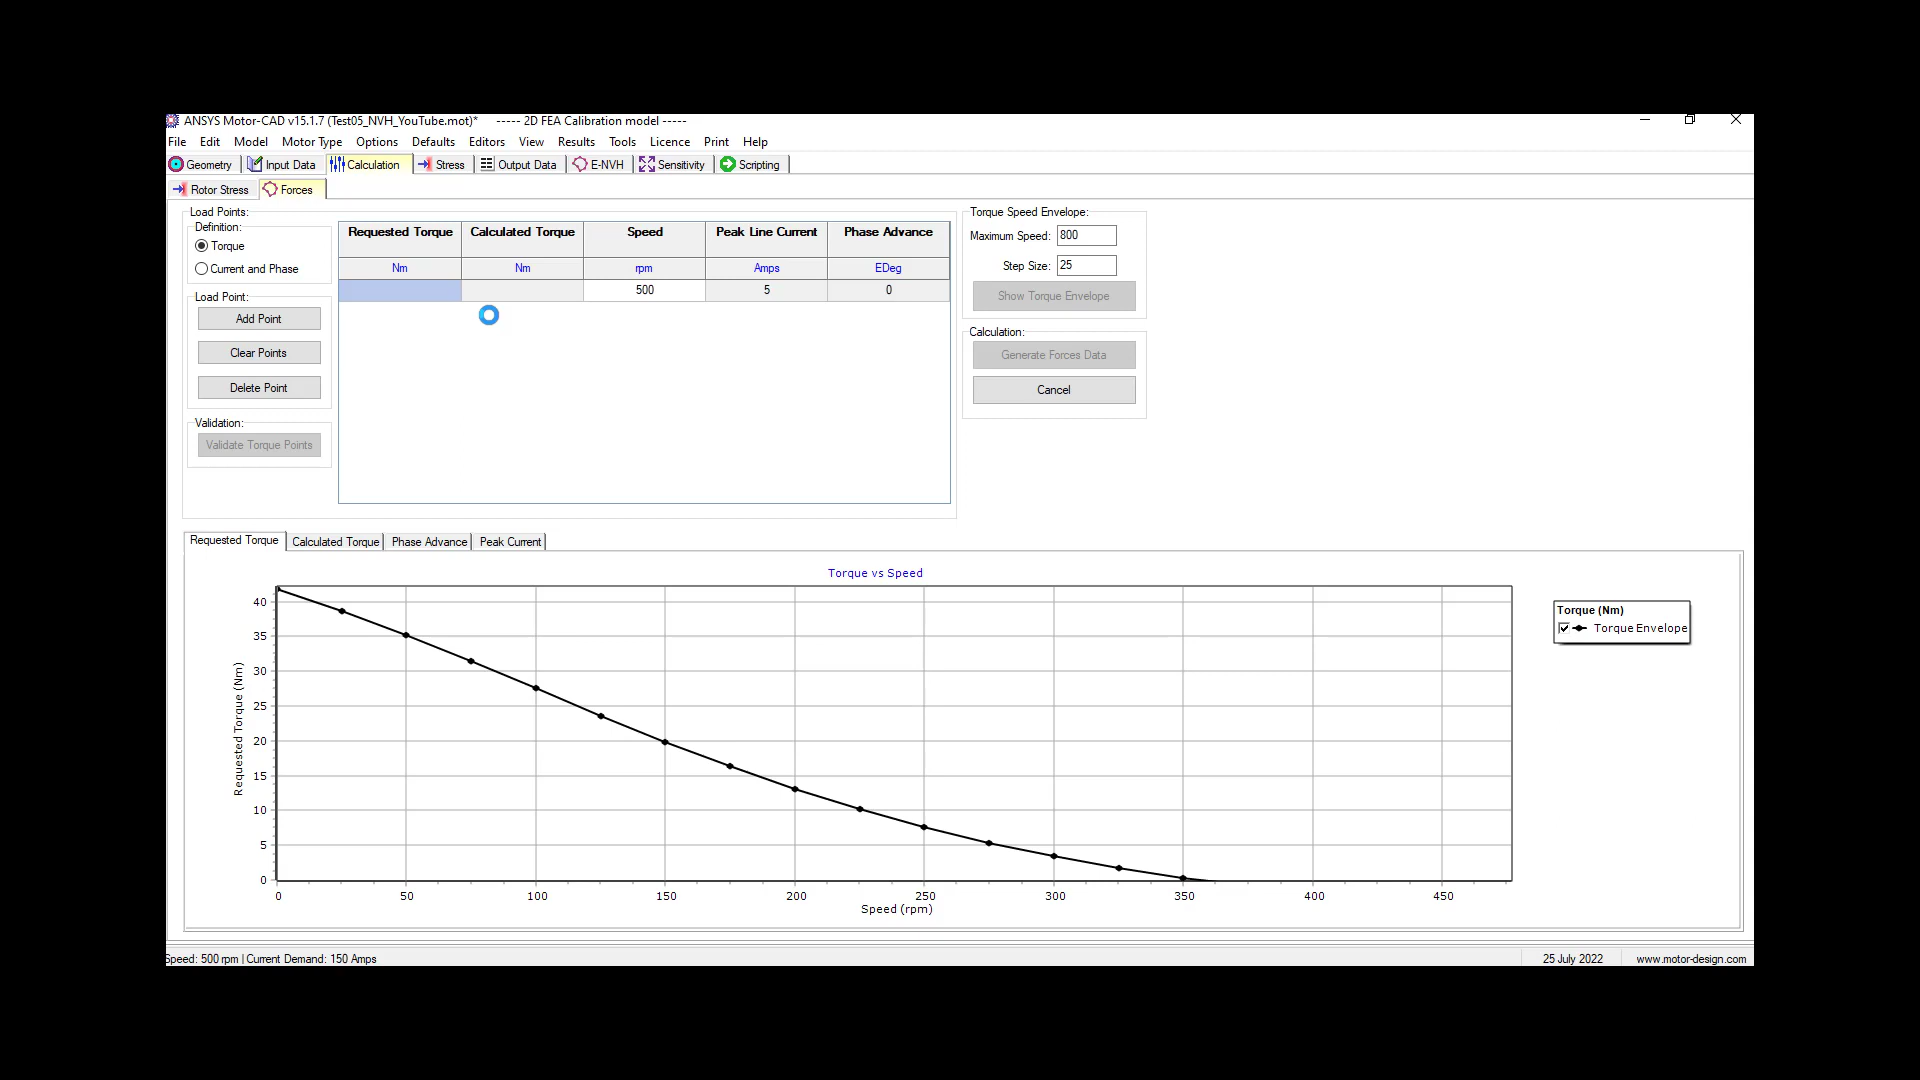 ANSYS Motor-CAD v15.1.7 (Test05_NVH_YouTube.mot)* ----- 2D FEA Calibration model -----
File Edit Model Motor Type Options Defaults Editors View Results Tools Licence Print Help
Geometry Input Data Calculation Stress Output Data E-NVH Sensitivity Scripting
Rotor Stress Forces
Load Points:
Definition:
Torque
Current and Phase
Load Point:
Add Point
Clear Points
Delete Point
Validation:
Validate Torque Points
Requested Torque Calculated Torque Speed Peak Line Current Phase Advance
Nm Nm rpm Amps EDeg
500 5 0
Torque Speed Envelope:
Maximum Speed: 800
Step Size: 25
Show Torque Envelope
Calculation:
Generate Forces Data
Cancel
Requested Torque Calculated Torque Phase Advance Peak Current
Torque vs Speed
Requested Torque (Nm)
40
35
30
25
20
15
10
5
0
0 50 100 150 200 250 300 350 400 450
Speed (rpm)
Torque (Nm)
Torque Envelope
Speed: 500 rpm | Current Demand: 150 Amps
25 July 2022
www.motor-design.com